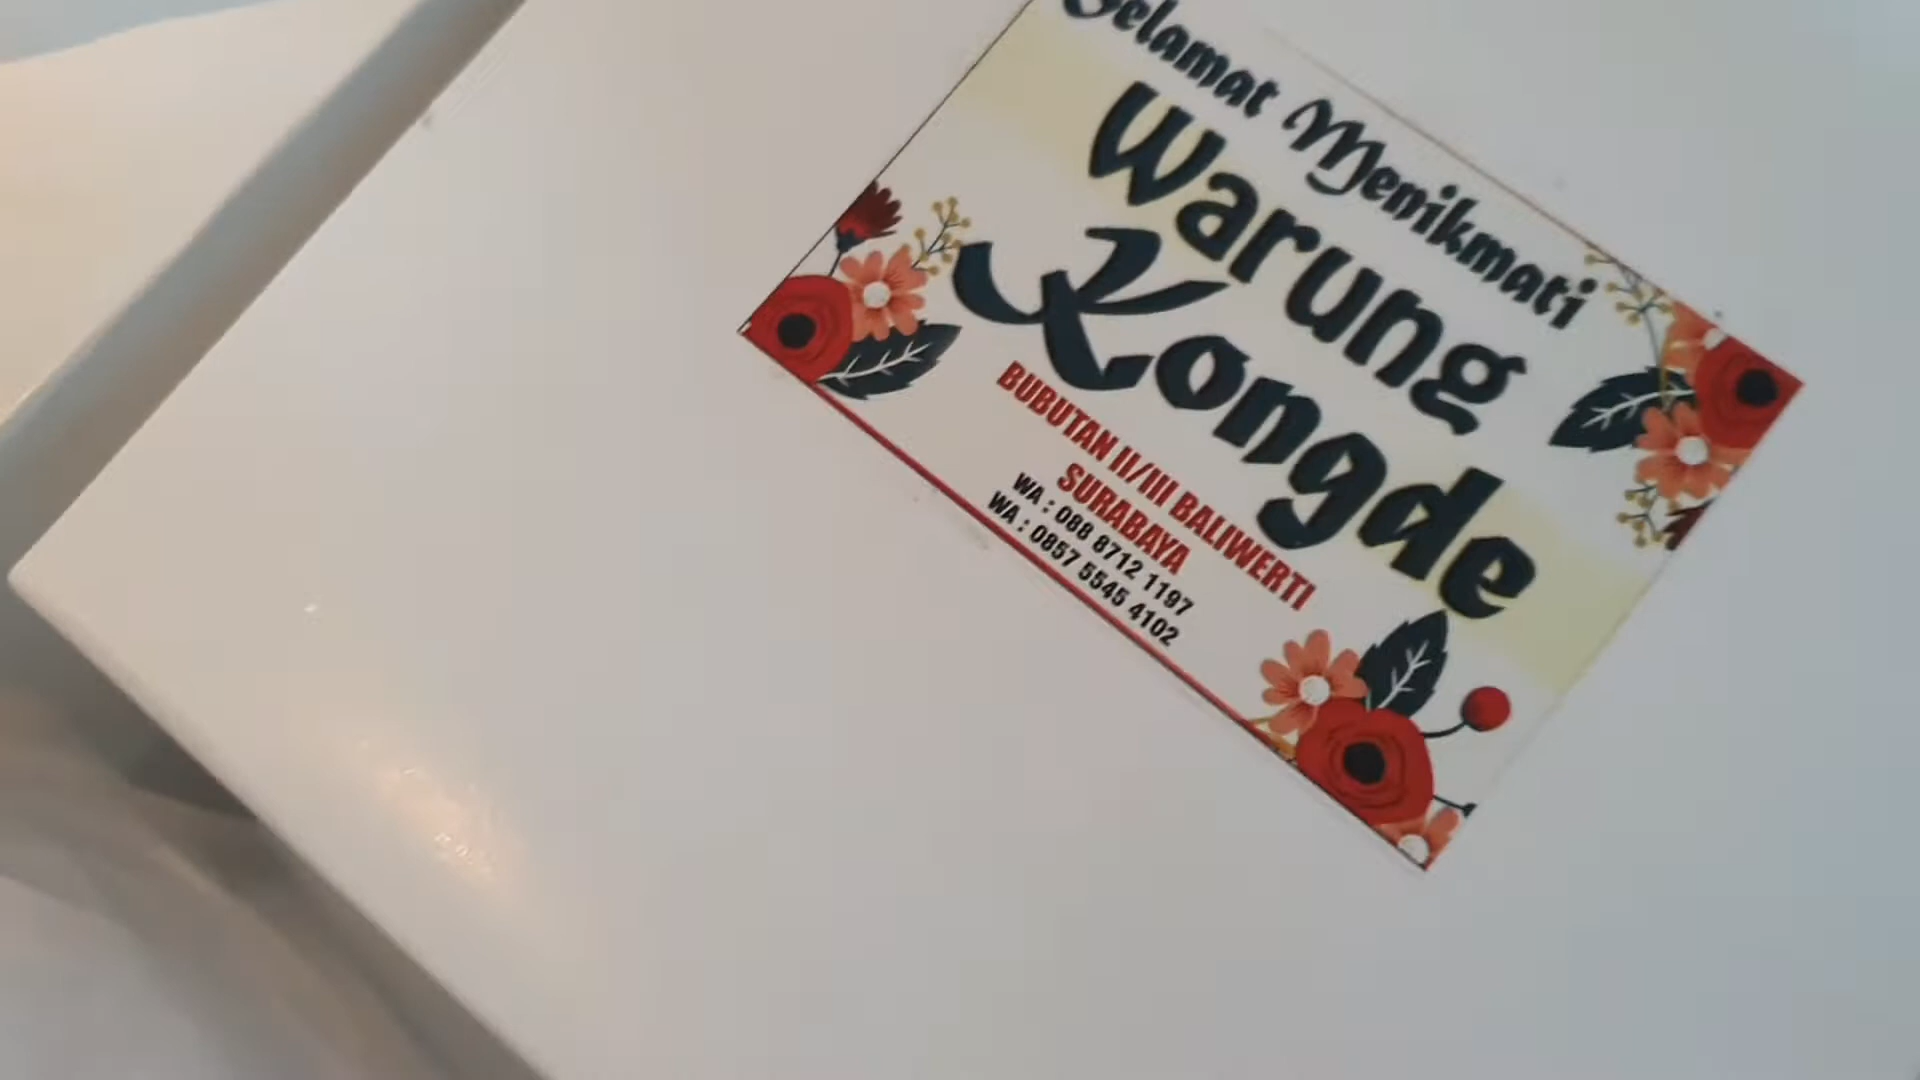 Selamat Menikmati
Warung
Kongde
BUBUTAN II/III BALIWERTI
SURABAYA
WA : 088 8712 1197
WA : 0857 5545 4102